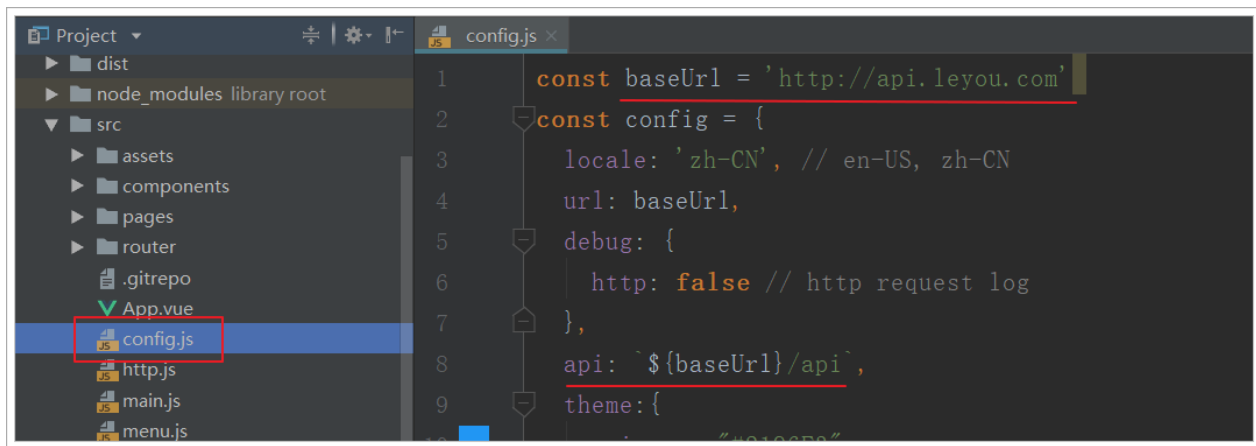 Project
dist
node_modules library root
src
assets
components
pages
router
.gitrepo
App.vue
config.js
http.js
main.js
menu.js
config.js
1 const baseUrl = 'http://api.leyou.com'
2 const config = {
3 locale: 'zh-CN', // en-US, zh-CN
4 url: baseUrl,
5 debug: {
6 http: false // http request log
7 },
8 api: `${baseUrl}/api`,
9 theme:{